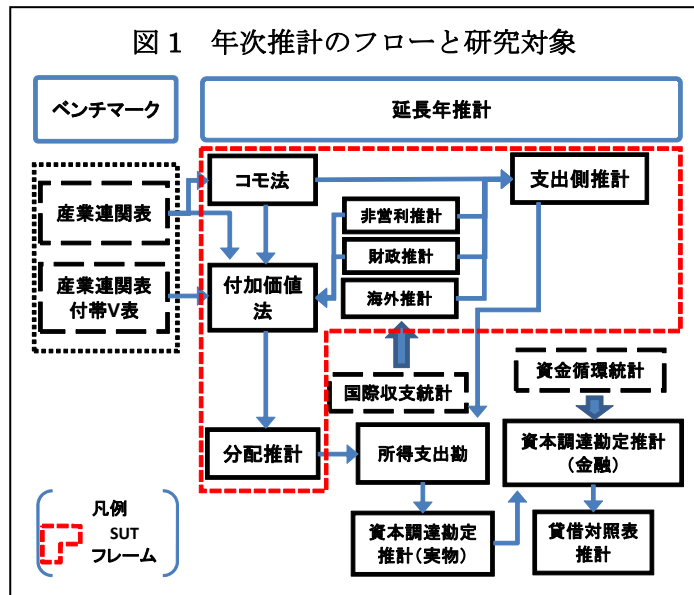 図1 年次推計のフローと研究対象
ベンチマーク
延長年推計
コモ法
支出側推計
産業連関表
非営利推計
財政推計
海外推計
産業連関表
付帯V表
付加価値
法
国際収支統計
資金循環統計
分配推計
所得支出勘
資本調達勘定推計
(金融)
資本調達勘定
推計(実物)
貸借対照表
推計
凡例
SUT
フレーム